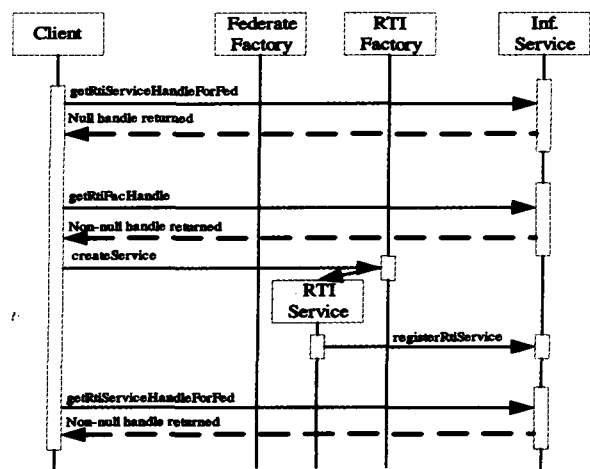 Client
Federate
Factory
RTI
Factory
Inf.
Service
getRtiServiceHandleForFed
Null handle returned
getRtiFacHandle
Non-null handle returned
createService
RTI
Service
registerRtiService
getRtiServiceHandleForFed
Non-null handle returned